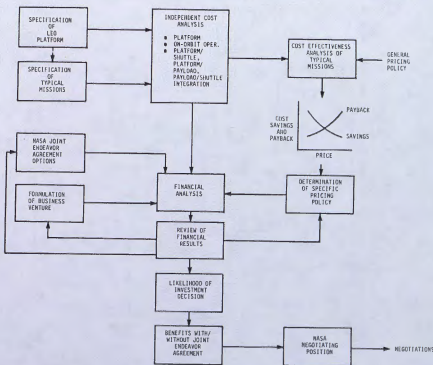 SPECIFICATION
OF
LEO
PLATFORM
SPECIFICATION
OF
TYPICAL
MISSIONS
INDEPENDENT COST
ANALYSIS
● PLATFORM
● ON-ORBIT OPER.
● PLATFORM/
SHUTTLE,
PLATFORM/
PAYLOAD,
PAYLOAD/SHUTTLE
INTEGRATION
COST EFFECTIVENESS
ANALYSIS OF
TYPICAL
MISSIONS
GENERAL
PRICING
POLICY
COST
SAVINGS
AND
PAYBACK
PAYBACK
SAVINGS
PRICE
NASA JOINT
ENDEAVOR
AGREEMENT
OPTIONS
FORMULATION
OF BUSINESS
VENTURE
FINANCIAL
ANALYSIS
DETERMINATION
OF SPECIFIC
PRICING
POLICY
REVIEW OF
FINANCIAL
RESULTS
LIKELIHOOD OF
INVESTMENT
DECISION
BENEFITS WITH/
WITHOUT JOINT
ENDEAVOR
AGREEMENT
NASA
NEGOTIATING
POSITION
NEGOTIATIONS